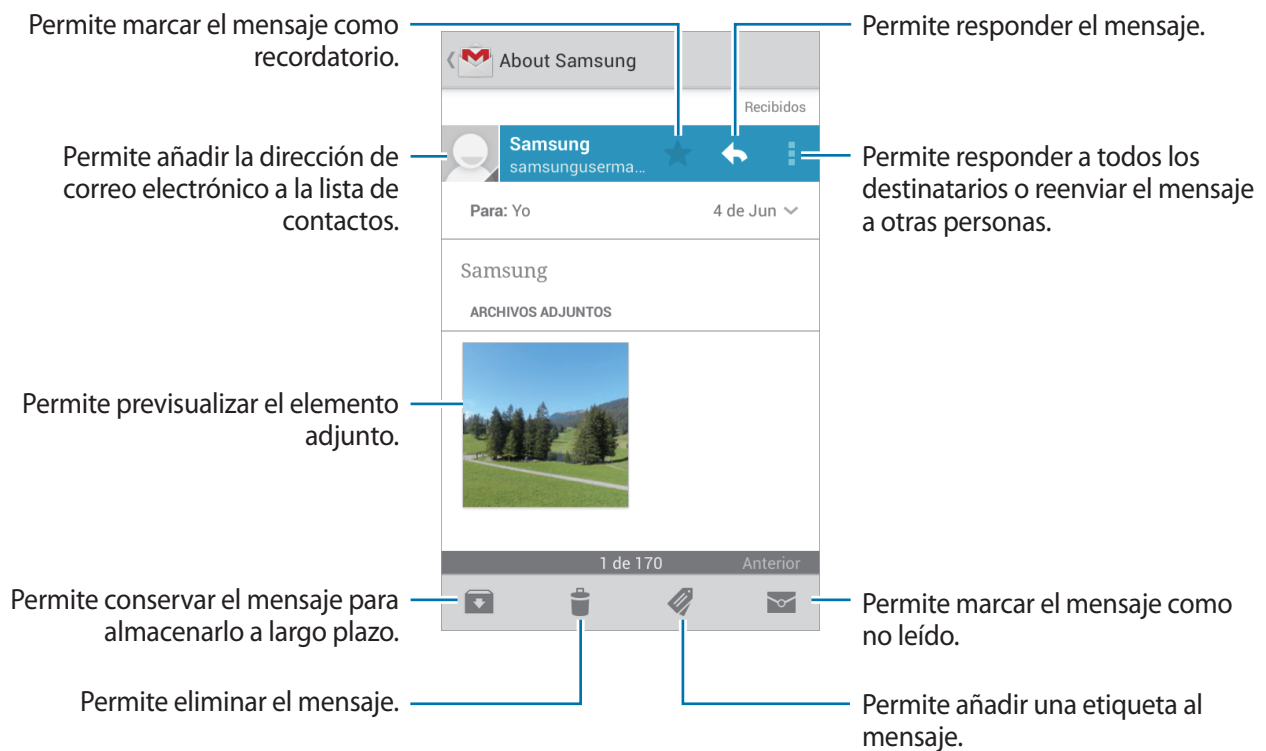 Permite marcar el mensaje como
recordatorio.
Permite responder el mensaje.
About Samsung
Recibidos
Samsung
samsunguserma...
Permite añadir la dirección de
correo electrónico a la lista de
contactos.
Permite responder a todos los
destinatarios o reenviar el mensaje
a otras personas.
Para: Yo
4 de Jun
Samsung
ARCHIVOS ADJUNTOS
Permite previsualizar el elemento
adjunto.
1 de 170
Anterior
Permite conservar el mensaje para
almacenarlo a largo plazo.
Permite marcar el mensaje como
no leído.
Permite eliminar el mensaje.
Permite añadir una etiqueta al
mensaje.